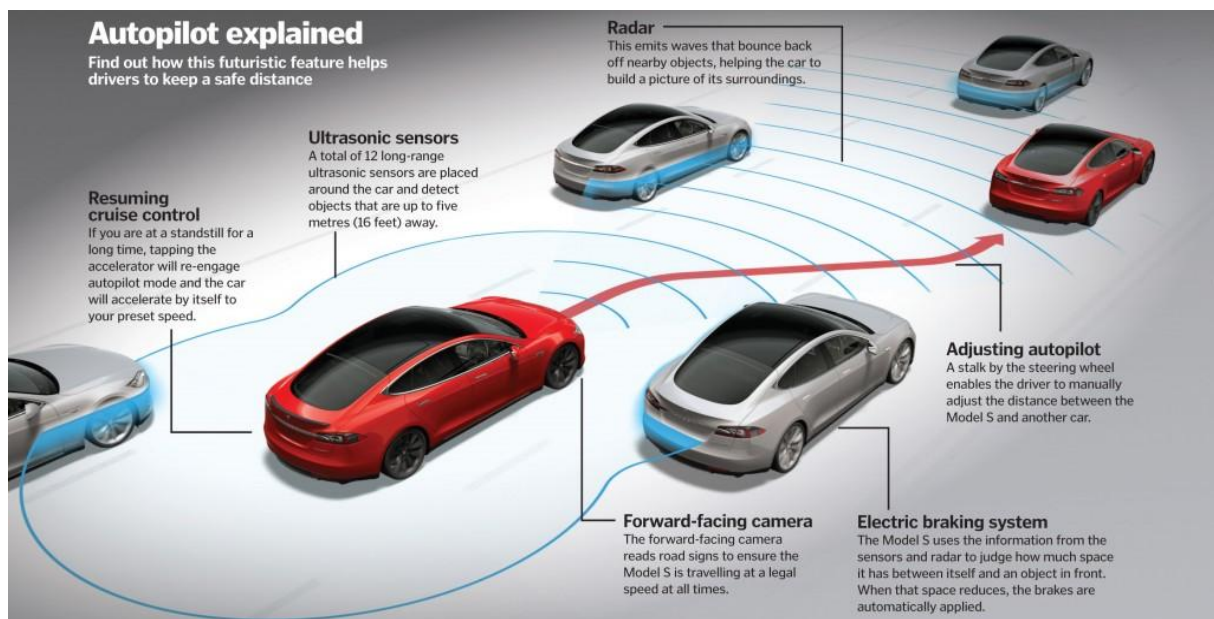 Autopilot explained
Find out how this futuristic feature helps
drivers to keep a safe distance
Radar
This emits waves that bounce back
off nearby objects, helping the car to
build a picture of its surroundings.
Ultrasonic sensors
A total of 12 long-range
ultrasonic sensors are placed
around the car and detect
objects that are up to five
metres (16 feet) away.
Resuming
cruise control
If you are at a standstill for a
long time, tapping the
accelerator will re-engage
autopilot mode and the car
will accelerate by itself to
your preset speed.
Adjusting autopilot
A stalk by the steering wheel
enables the driver to manually
adjust the distance between the
Model S and another car.
Forward-facing camera
The forward-facing camera
reads road signs to ensure the
Model S is travelling at a legal
speed at all times.
Electric braking system
The Model S uses the information from the
sensors and radar to judge how much space
it has between itself and an object in front.
When that space reduces, the brakes are
automatically applied.